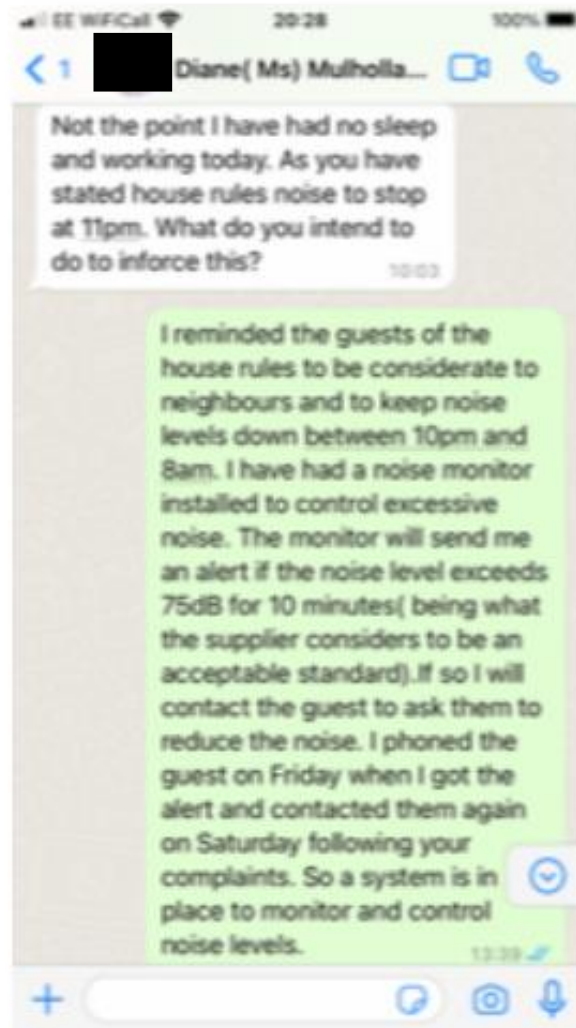 EE WiFiCall 20:28 100%
1 Diane( Ms) Mulholla...
Not the point I have had no sleep
and working today. As you have
stated house rules noise to stop
at 11pm. What do you intend to
do to inforce this?
10:03
I reminded the guests of the
house rules to be considerate to
neighbours and to keep noise
levels down between 10pm and
8am. I have had a noise monitor
installed to control excessive
noise. The monitor will send me
an alert if the noise level exceeds
75dB for 10 minutes( being what
the supplier considers to be an
acceptable standard).If so I will
contact the guest to ask them to
reduce the noise. I phoned the
guest on Friday when I got the
alert and contacted them again
on Saturday following your
complaints. So a system is in
place to monitor and control
noise levels.
13:39